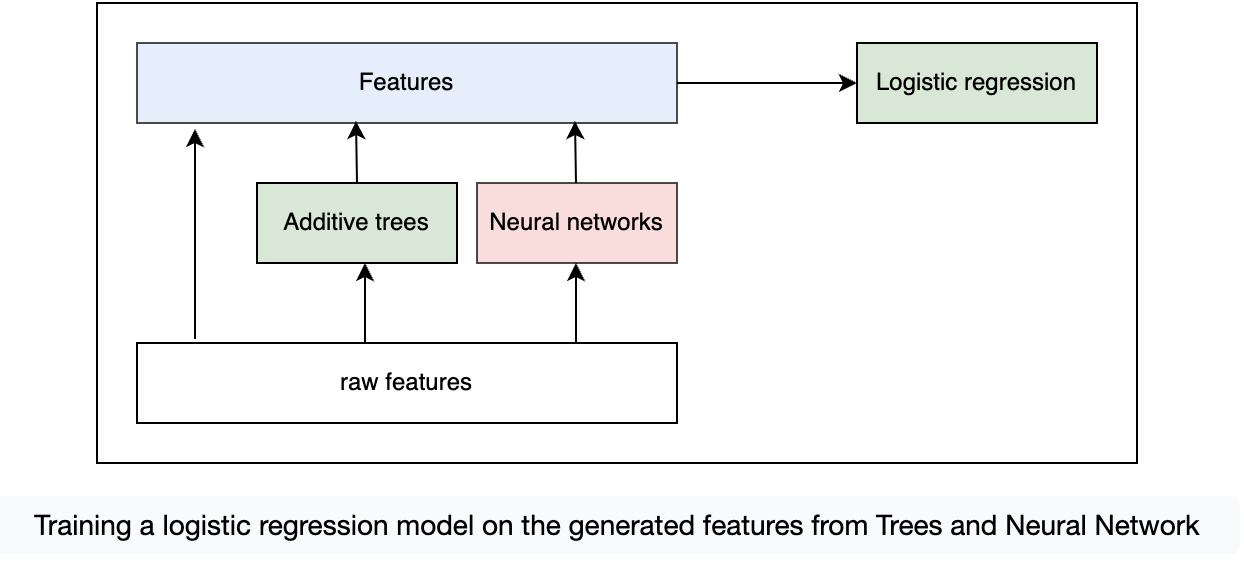 Features
Logistic regression
Additive trees
Neural networks
raw features
Training a logistic regression model on the generated features from Trees and Neural Network